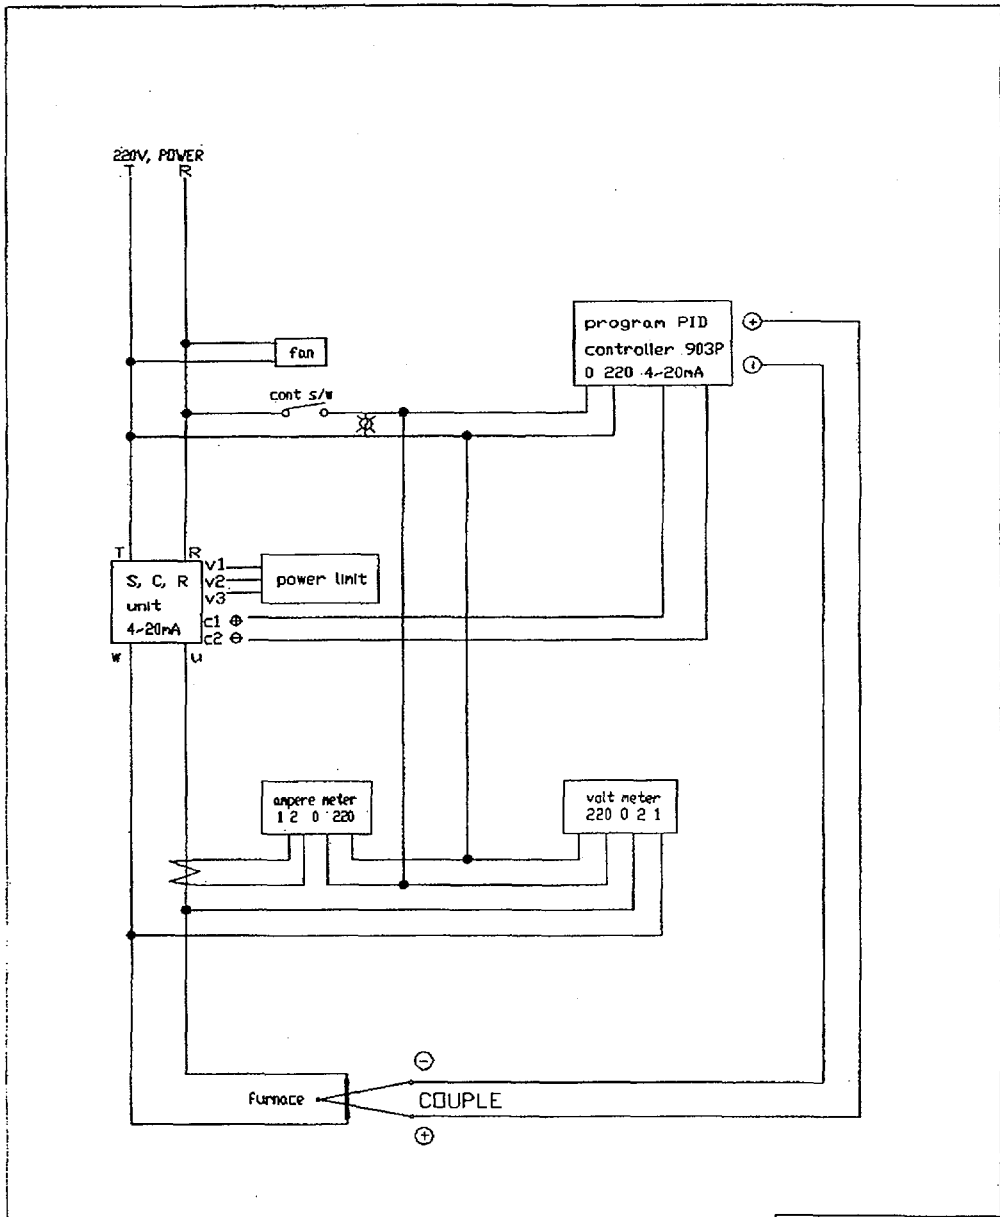 220V, POWER
T R
fan
program PID
controller 903P
0 220 4~20mA
cont s/w
T R
S, C, R
unit
4~20mA
v1
v2
v3
c1 ⊕
c2 ⊖
power limit
w u
ampere meter
1 2 0 220
volt meter
220 0 2 1
furnace
COUPLE